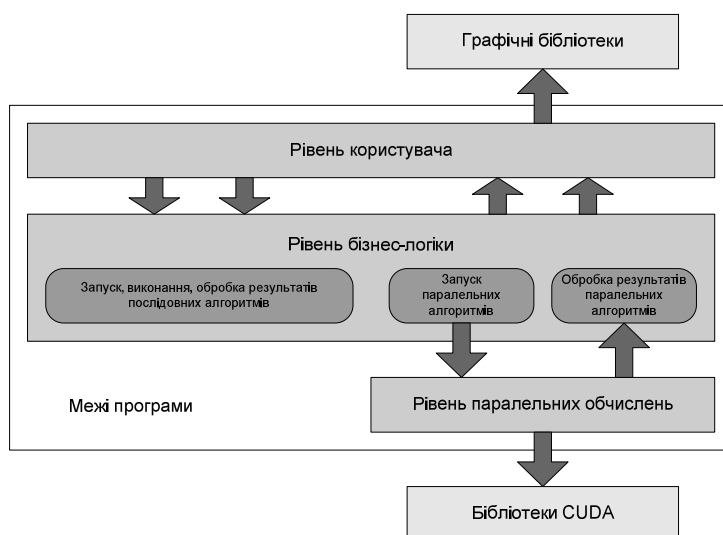 Графічні бібліотеки
Рівень користувача
Рівень бізнес-логіки
Запуск, виконання, обробка результатів
послідовних алгоритмів
Запуск
паралельних
алгоритмів
Обробка результатів
паралельних
алгоритмів
Межі програми
Рівень паралельних обчислень
Бібліотеки CUDA